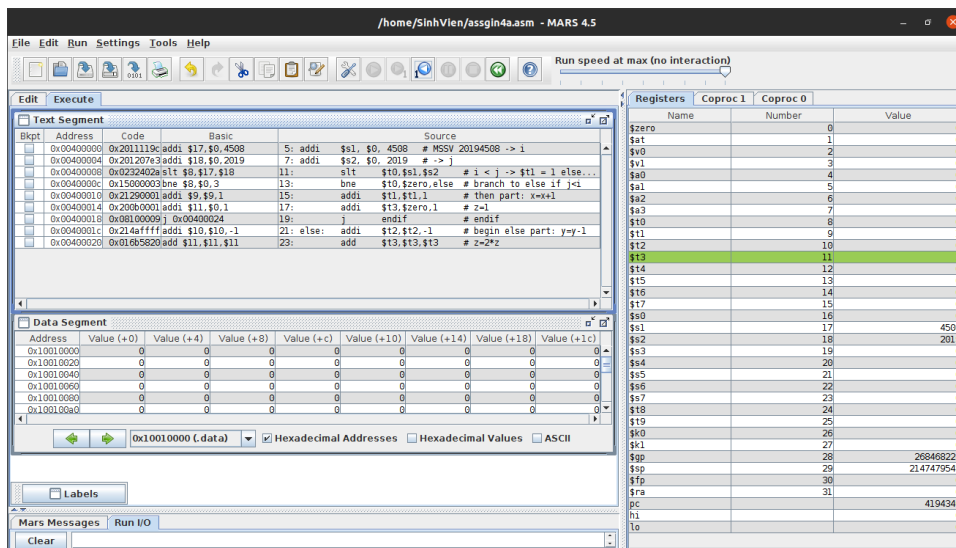 /home/SinhVien/assgin4a.asm - MARS 4.5
File Edit Run Settings Tools Help
Run speed at max (no interaction)
Edit Execute
Text Segment
Bkpt Address Code Basic Source
0x00400000 0x2011119c addi $17,$0,4508 5: addi $s1, $0, 4508 # MSSV 20194508 -> i
0x00400004 0x201207e3 addi $18,$0,2019 7: addi $s2, $0, 2019 # -> j
0x00400008 0x0232402a slt $8,$17,$18 11: slt $t0,$s1,$s2 # i < j -> $t1 = 1 else...
0x0040000c 0x15000003 bne $8,$0,3 13: bne $t0,$zero,else # branch to else if j<i
0x00400010 0x21290001 addi $9,$9,1 15: addi $t1,$t1,1 # then part: x=x+1
0x00400014 0x200b0001 addi $11,$0,1 17: addi $t3,$zero,1 # z=1
0x00400018 0x08100009 j 0x00400024 19: j endif # endif
0x0040001c 0x214affff addi $10,$10,-1 21: else: addi $t2,$t2,-1 # begin else part: y=y-1
0x00400020 0x016b5820 add $11,$11,$11 23: add $t3,$t3,$t3 # z=2*z
Data Segment
Address Value (+0) Value (+4) Value (+8) Value (+c) Value (+10) Value (+14) Value (+18) Value (+1c)
0x10010000 0 0 0 0 0 0 0 0
0x10010020 0 0 0 0 0 0 0 0
0x10010040 0 0 0 0 0 0 0 0
0x10010060 0 0 0 0 0 0 0 0
0x10010080 0 0 0 0 0 0 0 0
0x100100a0 0 0 0 0 0 0 0 0
0x10010000 (.data) Hexadecimal Addresses Hexadecimal Values ASCII
Labels
Mars Messages Run I/O
Clear
Registers Coproc 1 Coproc 0
Name Number Value
$zero 0
$at 1
$v0 2
$v1 3
$a0 4
$a1 5
$a2 6
$a3 7
$t0 8
$t1 9
$t2 10
$t3 11
$t4 12
$t5 13
$t6 14
$t7 15
$s0 16
$s1 17 450
$s2 18 201
$s3 19
$s4 20
$s5 21
$s6 22
$s7 23
$t8 24
$t9 25
$k0 26
$k1 27
$gp 28 26846822
$sp 29 214747954
$fp 30
$ra 31
pc 419434
hi
lo